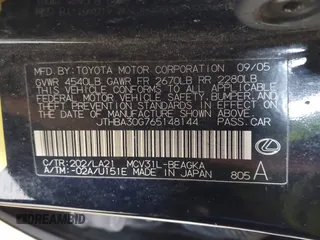 MFD. BY: TOYOTA MOTOR CORPORATION 09/05
GVWR 4540LB GAWR FR 2670LB RR 2280LB
THIS VEHICLE CONFORMS TO ALL APPLICABLE
FEDERAL MOTOR VEHICLE SAFETY, BUMPER, AND
THEFT PREVENTION STANDARDS IN EFFECT ON THE
DATE OF MANUFACTURE SHOWN ABOVE.
JTHBA30G765148144 PASS.CAR
C/TR:202/LA21 MCV31L-BEAGKA
A/TM:-02A/U151E MADE IN JAPAN 805 A
DREAMBID